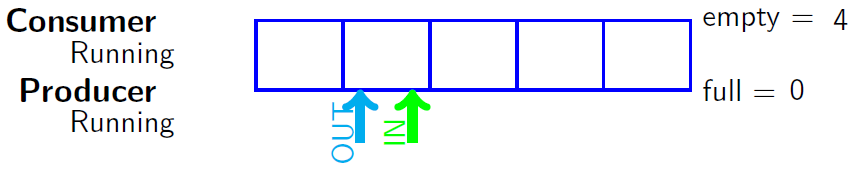 Consumer
Running
Producer
Running
OUT
IN
empty = 4
full = 0